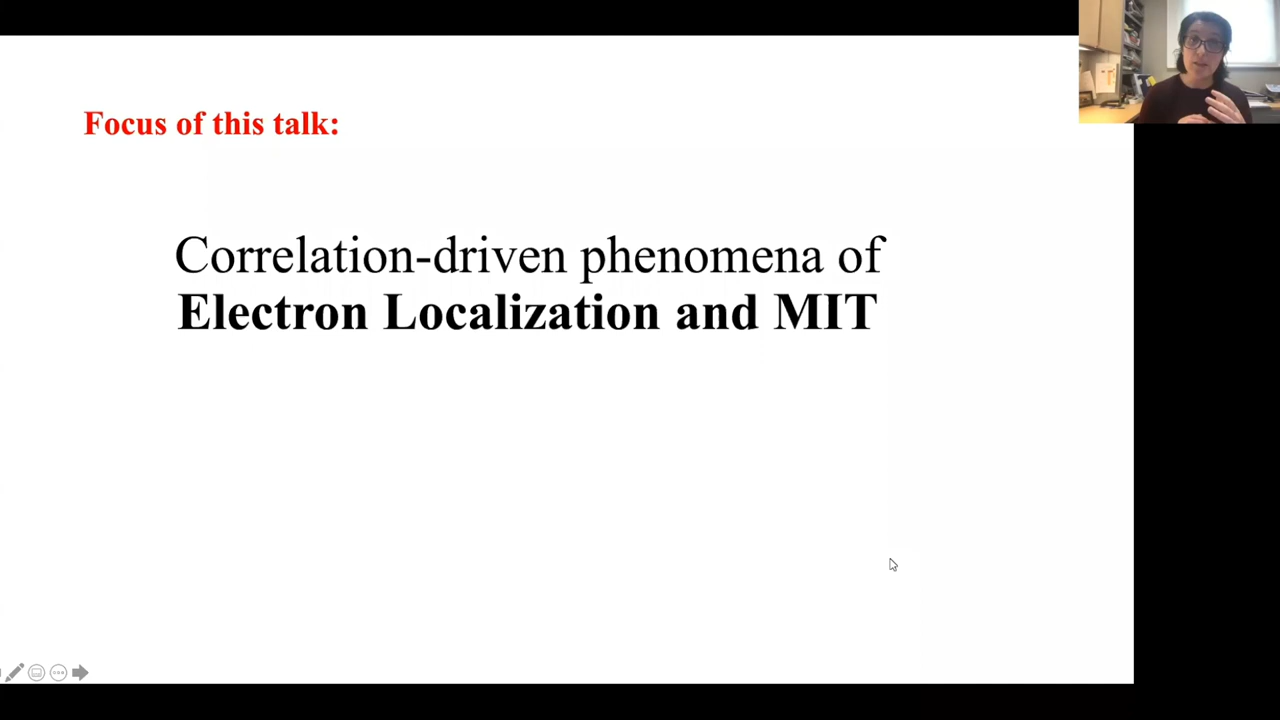 Focus of this talk:
Correlation-driven phenomena of
Electron Localization and MIT